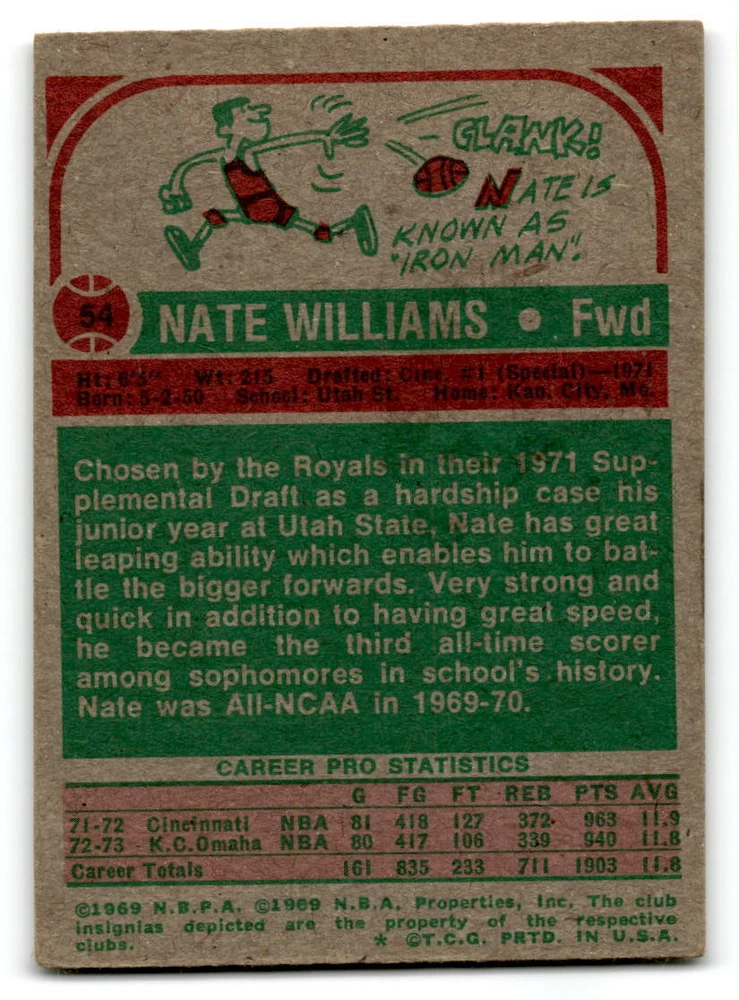 CLANK!
NATE IS
KNOWN AS
"IRON MAN".
54
NATE WILLIAMS • Fwd
Ht: 6'5" Wt: 215 Drafted: Cinc. #1 (Special)—1971
Born: 5-2-50 School: Utah St. Home: Kan. City, Mo.
Chosen by the Royals in their 1971 Sup-
plemental Draft as a hardship case his
junior year at Utah State, Nate has great
leaping ability which enables him to bat-
tle the bigger forwards. Very strong and
quick in addition to having great speed,
he became the third all-time scorer
among sophomores in school's history.
Nate was All-NCAA in 1969-70.
CAREER PRO STATISTICS
G FG FT REB PTS AVG
71-72 Cincinnati NBA 81 418 127 372 963 11.9
72-73 K.C.Omaha NBA 80 417 106 339 940 11.8
Career Totals 161 835 233 711 1903 11.8
©1969 N.B.P.A. ©1969 N.B.A. Properties, Inc. The club
insignias depicted are the property of the respective
clubs. * ©T.C.G. PRTD. IN U.S.A.